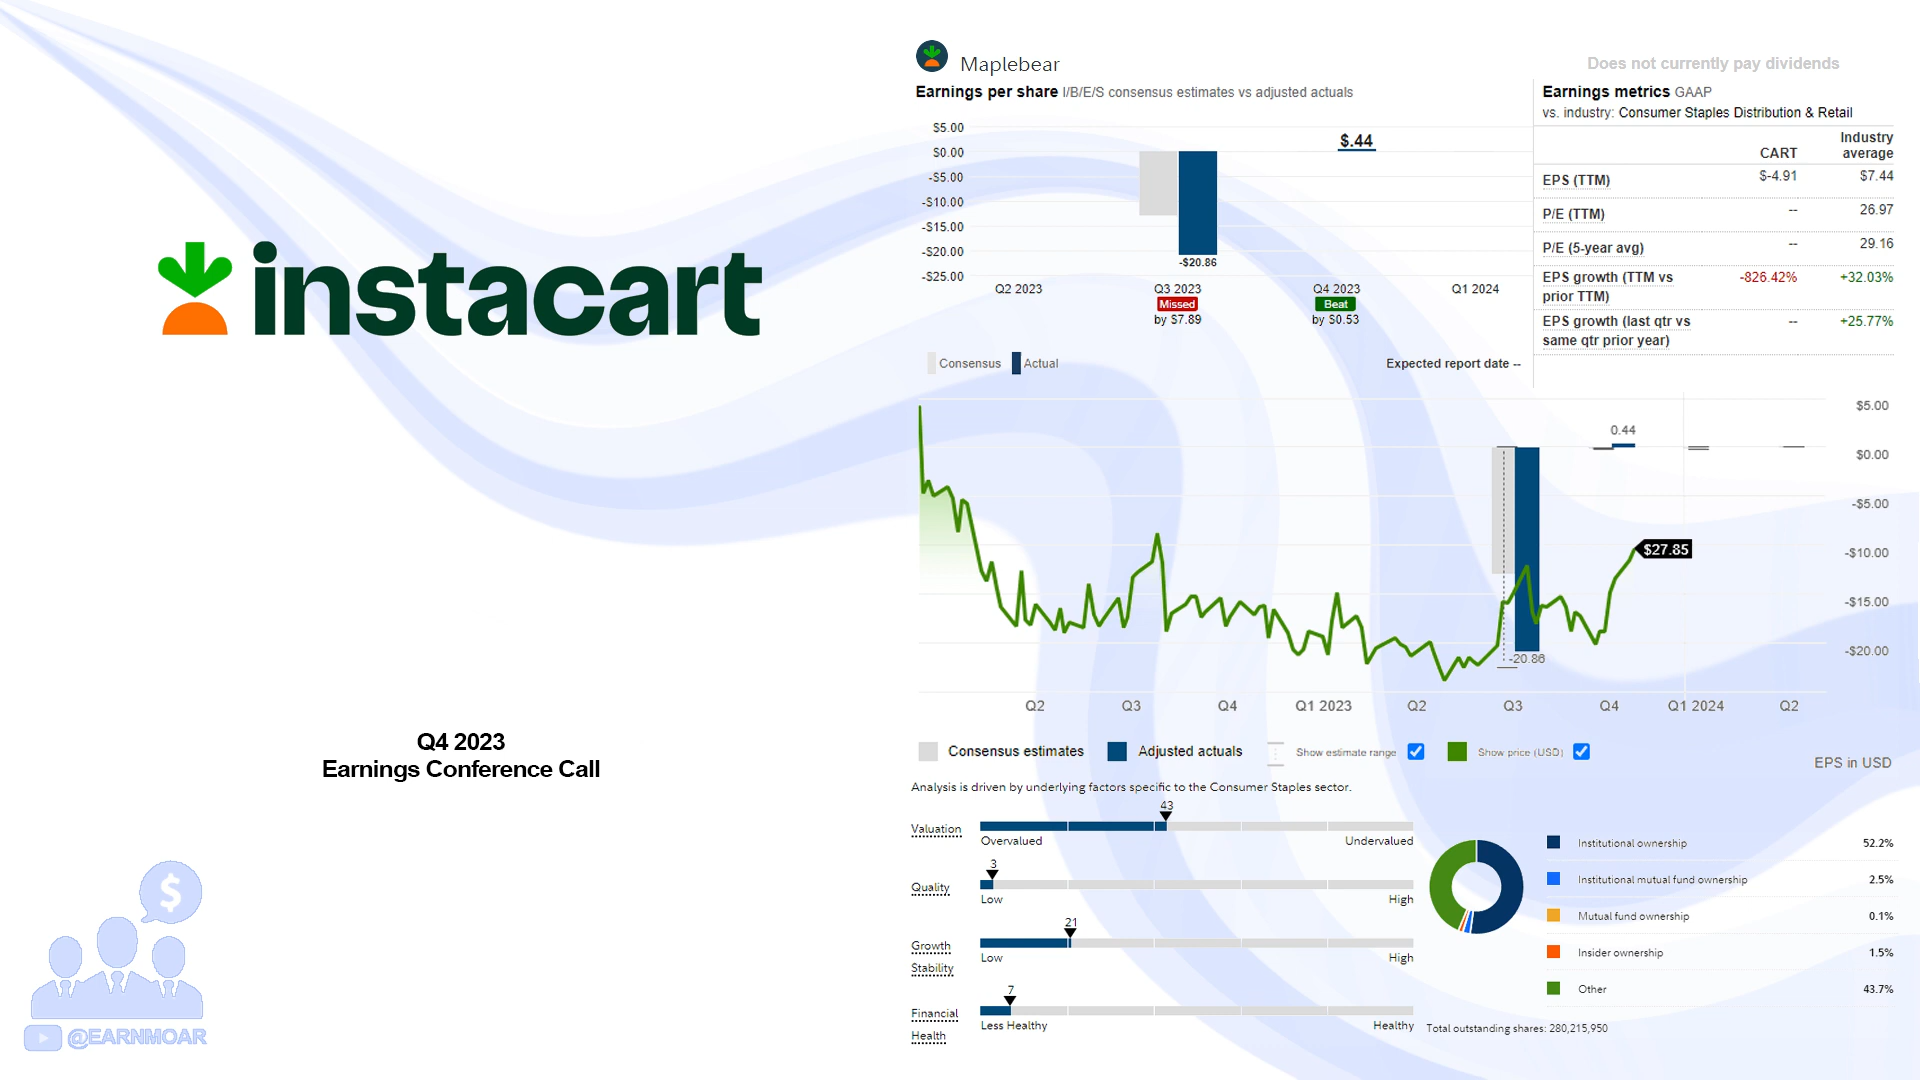 instacart
Q4 2023
Earnings Conference Call
$
@EARNMOAR
Maplebear
Does not currently pay dividends
Earnings per share I/B/E/S consensus estimates vs adjusted actuals
$5.00
$0.00
-$5.00
-$10.00
-$15.00
-$20.00
-$25.00
$.44
-$20.86
Q2 2023
Q3 2023
Q4 2023
Q1 2024
Missed
Beat
by $7.89
by $0.53
Consensus
Actual
Expected report date --
Earnings metrics GAAP
vs. industry: Consumer Staples Distribution & Retail
CART
Industry
average
EPS (TTM)
$-4.91
$7.44
P/E (TTM)
--
26.97
P/E (5-year avg)
--
29.16
EPS growth (TTM vs
prior TTM)
-826.42%
+32.03%
EPS growth (last qtr vs
same qtr prior year)
--
+25.77%
$5.00
$0.00
-$5.00
-$10.00
-$15.00
-$20.00
0.44
$27.85
-20.86
Q2
Q3
Q4
Q1 2023
Q2
Q3
Q4
Q1 2024
Q2
Consensus estimates
Adjusted actuals
Show estimate range
Show price (USD)
EPS in USD
Analysis is driven by underlying factors specific to the Consumer Staples sector.
Valuation
43
Overvalued
Undervalued
Quality
3
Low
High
Growth
Stability
21
Low
High
Financial
Health
7
Less Healthy
Healthy
Institutional ownership
52.2%
Institutional mutual fund ownership
2.5%
Mutual fund ownership
0.1%
Insider ownership
1.5%
Other
43.7%
Total outstanding shares: 280,215,950